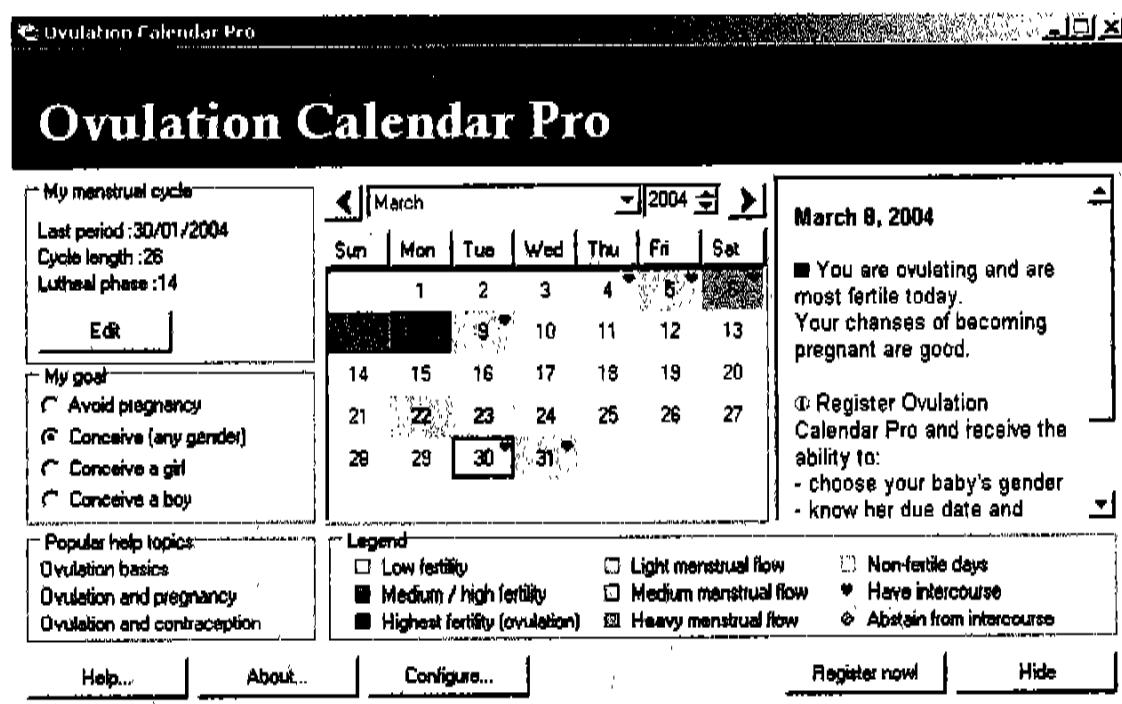 Ovulation Calendar Pro
Ovulation Calendar Pro
My menstrual cycle
Last period :30/01/2004
Cycle length :26
Lutheal phase :14
Edit
My goal
Avoid pregnancy
Conceive (any gender)
Conceive a girl
Conceive a boy
Popular help topics
Ovulation basics
Ovulation and pregnancy
Ovulation and contraception
March 2004
Sun Mon Tue Wed Thu Fri Sat
1 2 3 4 5 6
9 10 11 12 13
14 15 16 17 18 19 20
21 22 23 24 25 26 27
28 29 30 31
March 8, 2004
You are ovulating and are
most fertile today.
Your chanses of becoming
pregnant are good.
Register Ovulation
Calendar Pro and receive the
ability to:
- choose your baby's gender
- know her due date and
Legend
Low fertility
Medium / high fertility
Highest fertility (ovulation)
Light menstrual flow
Medium menstrual flow
Heavy menstrual flow
Non-fertile days
Have intercourse
Abstain from intercourse
Help...
About...
Configure...
Register now!
Hide